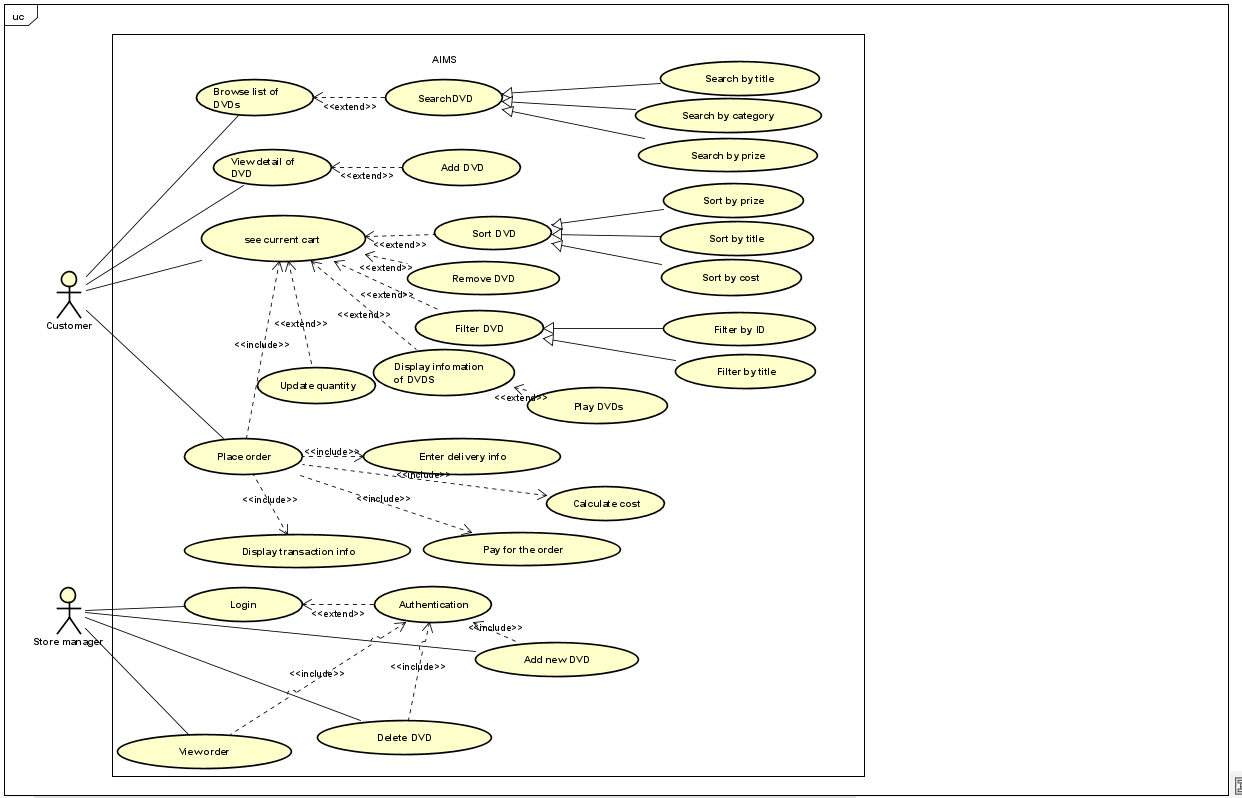 uc
AIMS
Browse list of
DVDs
<<extend>>
SearchDVD
Search by title
Search by category
Search by prize
View detail of
DVD
<<extend>>
Add DVD
see current cart
<<extend>>
Sort DVD
Sort by prize
Sort by title
Sort by cost
<<extend>>
Remove DVD
<<extend>>
Filter DVD
Filter by ID
Filter by title
<<extend>>
Display infomation
of DVDS
<<extend>>
Play DVDs
<<extend>>
Update quantity
<<include>>
Customer
Place order
<<include>>
Enter delivery info
<<include>>
Calculate cost
<<include>>
Pay for the order
<<include>>
Display transaction info
Store manager
Login
<<extend>>
Authentication
<<include>>
Add new DVD
<<include>>
<<include>>
Delete DVD
View order